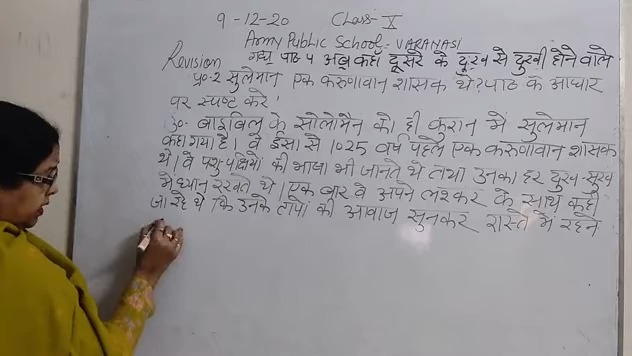 9-12-20 Class- X
Army Public School:- VARANASI
Revision गद्य पाठ 4 अब कहाँ दूसरे के दुख से दुखी होने वाले
प्र०-2 सुलेमान एक करुणावान शासक थे? पाठ के आधार
पर स्पष्ट करें।
उ०- बाईबिल के सोलोमन को ही कुरान में सुलेमान
कहा गया है। वे ईसा से 1025 वर्ष पहले एक करुणावान शासक
थे। वे पशु-पक्षियों की भाषा भी जानते थे तथा उनका हर दुख-सुख
में ध्यान रखते थे। एक बार वे अपने लश्कर के साथ कहीं
जा रहे थे कि उनके टापों की आवाज सुनकर रास्ते में रहने